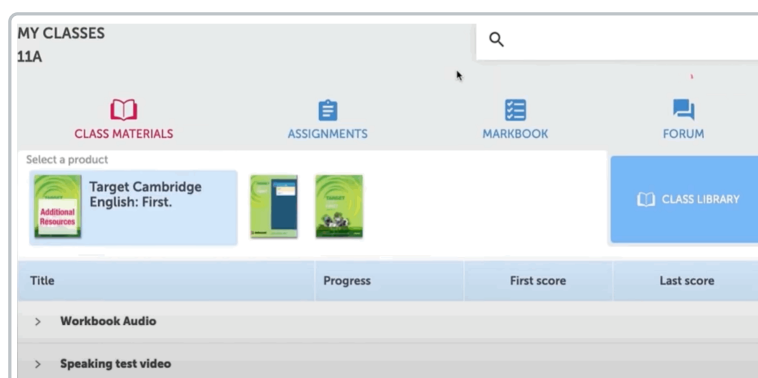 MY CLASSES
11A
CLASS MATERIALS
ASSIGNMENTS
MARKBOOK
FORUM
Select a product
Additional
Resources
Target Cambridge
English: First.
TARGET
CLASS LIBRARY
Title
Progress
First score
Last score
Workbook Audio
Speaking test video